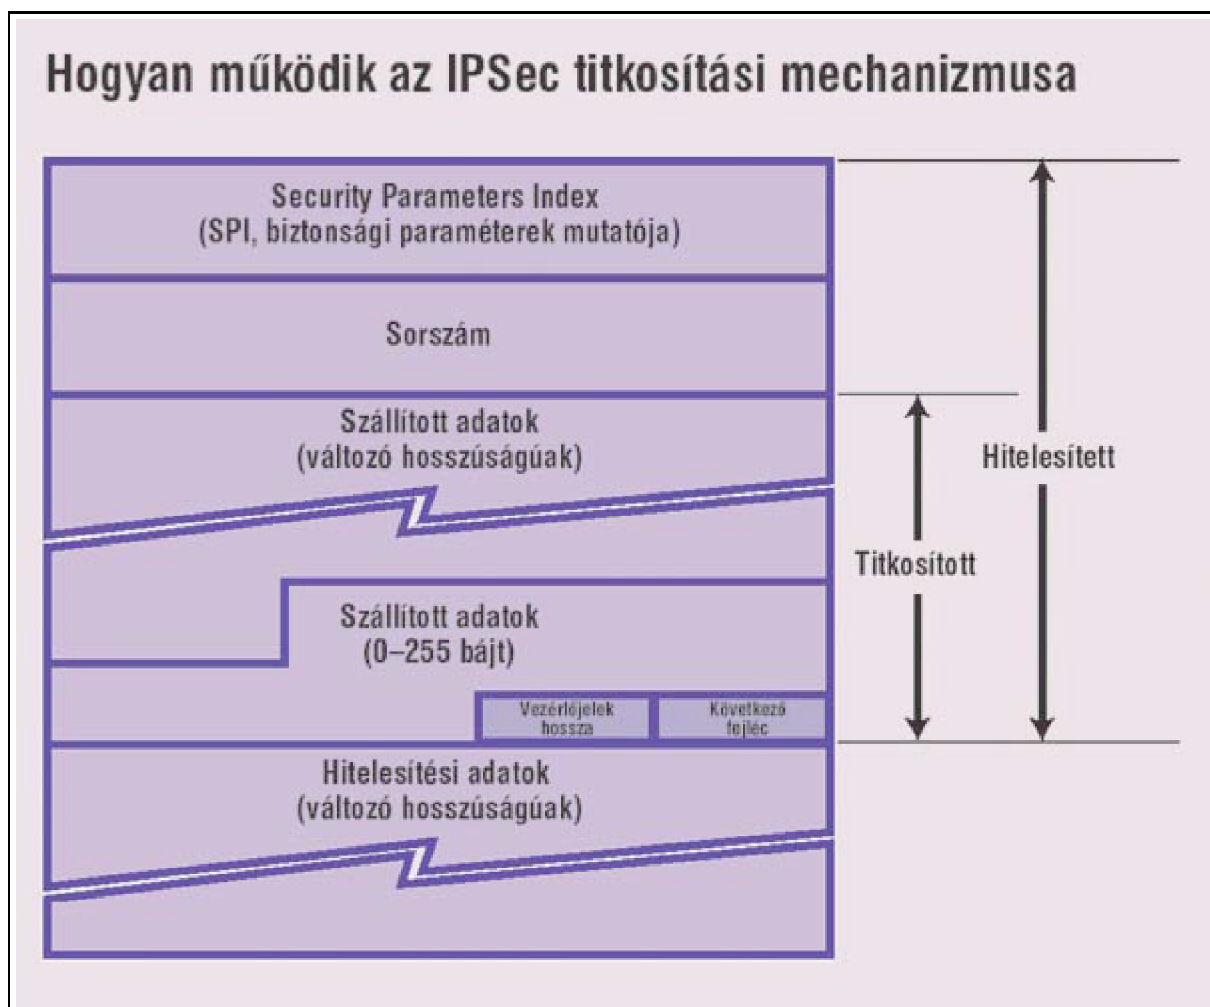 Hogyan működik az IPSec titkosítási mechanizmusa
Security Parameters Index
(SPI, biztonsági paraméterek mutatója)
Sorszám
Szállított adatok
(változó hosszúságúak)
Hitelesített
Titkosított
Szállított adatok
(0–255 bájt)
Vezérlőjelek
hossza
Következő
fejléc
Hitelesítési adatok
(változó hosszúságúak)